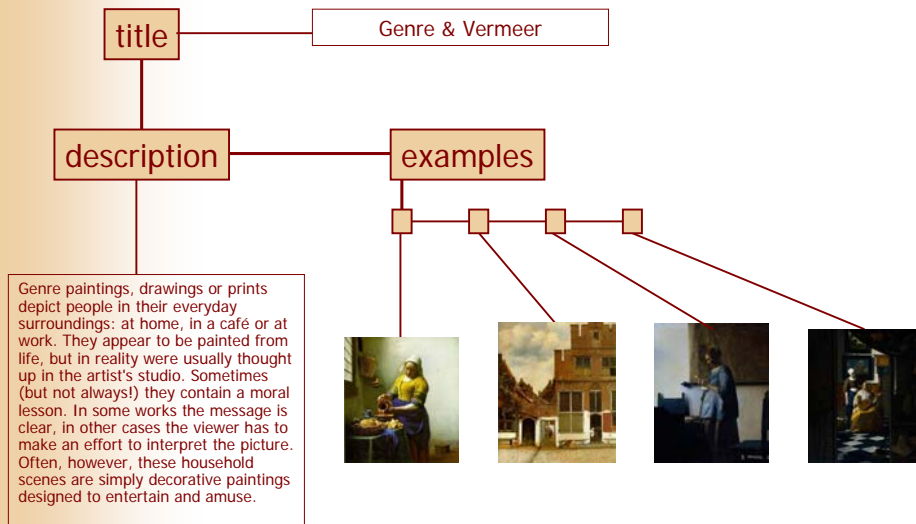 title
Genre & Vermeer
description
examples
Genre paintings, drawings or prints
depict people in their everyday
surroundings: at home, in a café or at
work. They appear to be painted from
life, but in reality were usually thought
up in the artist's studio. Sometimes
(but not always!) they contain a moral
lesson. In some works the message is
clear, in other cases the viewer has to
make an effort to interpret the picture.
Often, however, these household
scenes are simply decorative paintings
designed to entertain and amuse.